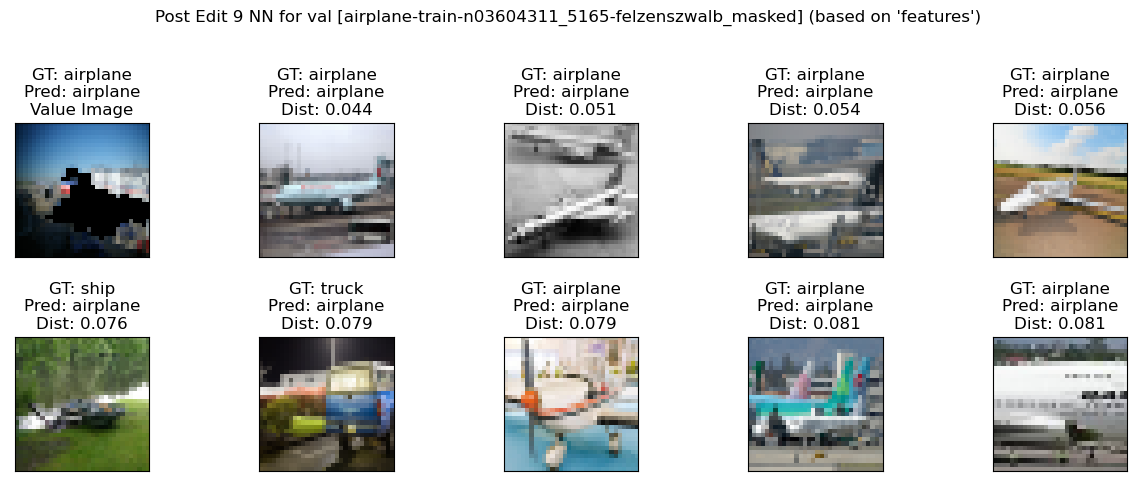 Post Edit 9 NN for val [airplane-train-n03604311_5165-felzenszwalb_masked] (based on 'features')
GT: airplane
Pred: airplane
Value Image
GT: airplane
Pred: airplane
Dist: 0.044
GT: airplane
Pred: airplane
Dist: 0.051
GT: airplane
Pred: airplane
Dist: 0.054
GT: airplane
Pred: airplane
Dist: 0.056
GT: ship
Pred: airplane
Dist: 0.076
GT: truck
Pred: airplane
Dist: 0.079
GT: airplane
Pred: airplane
Dist: 0.079
GT: airplane
Pred: airplane
Dist: 0.081
GT: airplane
Pred: airplane
Dist: 0.081